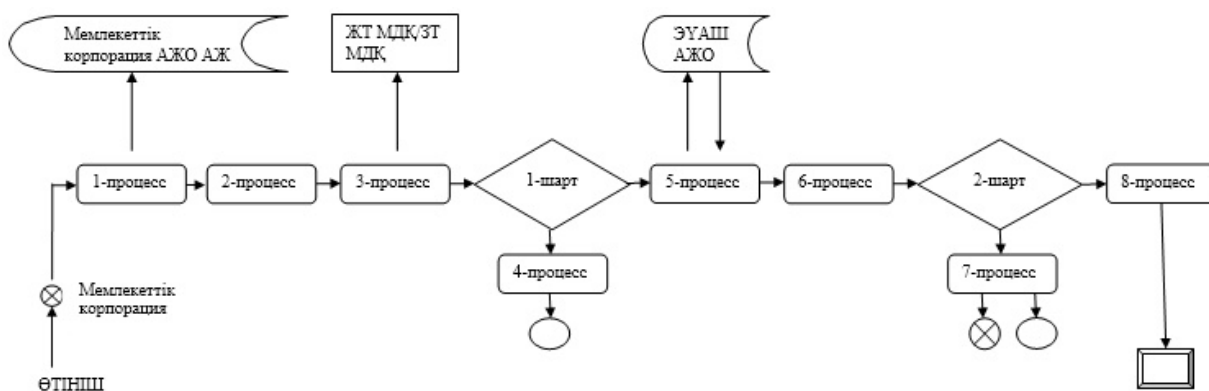 Мемлекеттік
корпорация АЖО АЖ
ЖТ МДҚ/ЗТ
МДҚ
ЭҮАШ
АЖО
1-процесс
2-процесс
3-процесс
1-шарт
5-процесс
6-процесс
2-шарт
8-процесс
4-процесс
7-процесс
Мемлекеттік
корпорация
ӨТІНІШ